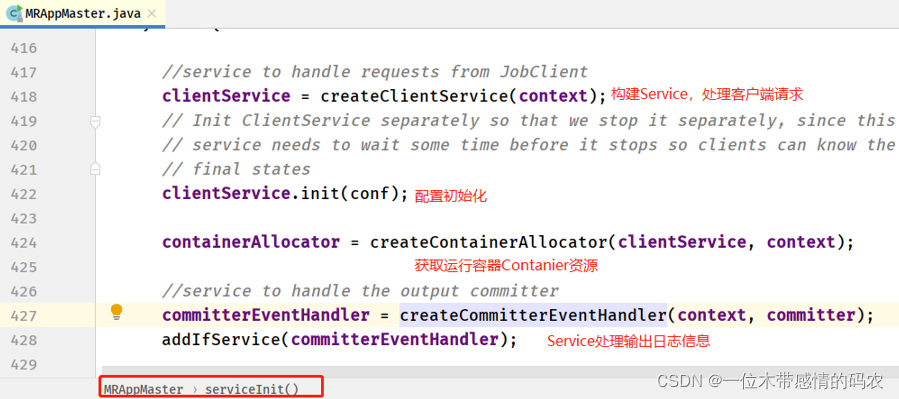 MRAppMaster.java
416
417 //service to handle requests from JobClient
418 clientService = createClientService(context); 构建Service，处理客户端请求
419 // Init ClientService separately so that we stop it separately, since this
420 // service needs to wait some time before it stops so clients can know the
421 // final states
422 clientService.init(conf); 配置初始化
423
424 containerAllocator = createContainerAllocator(clientService, context);
425 获取运行容器Contanier资源
426 //service to handle the output committer
427 committerEventHandler = createCommitterEventHandler(context, committer);
428 addIfService(committerEventHandler); Service处理输出日志信息
429
MRAppMaster › serviceInit()
CSDN @一位木带感情的码农